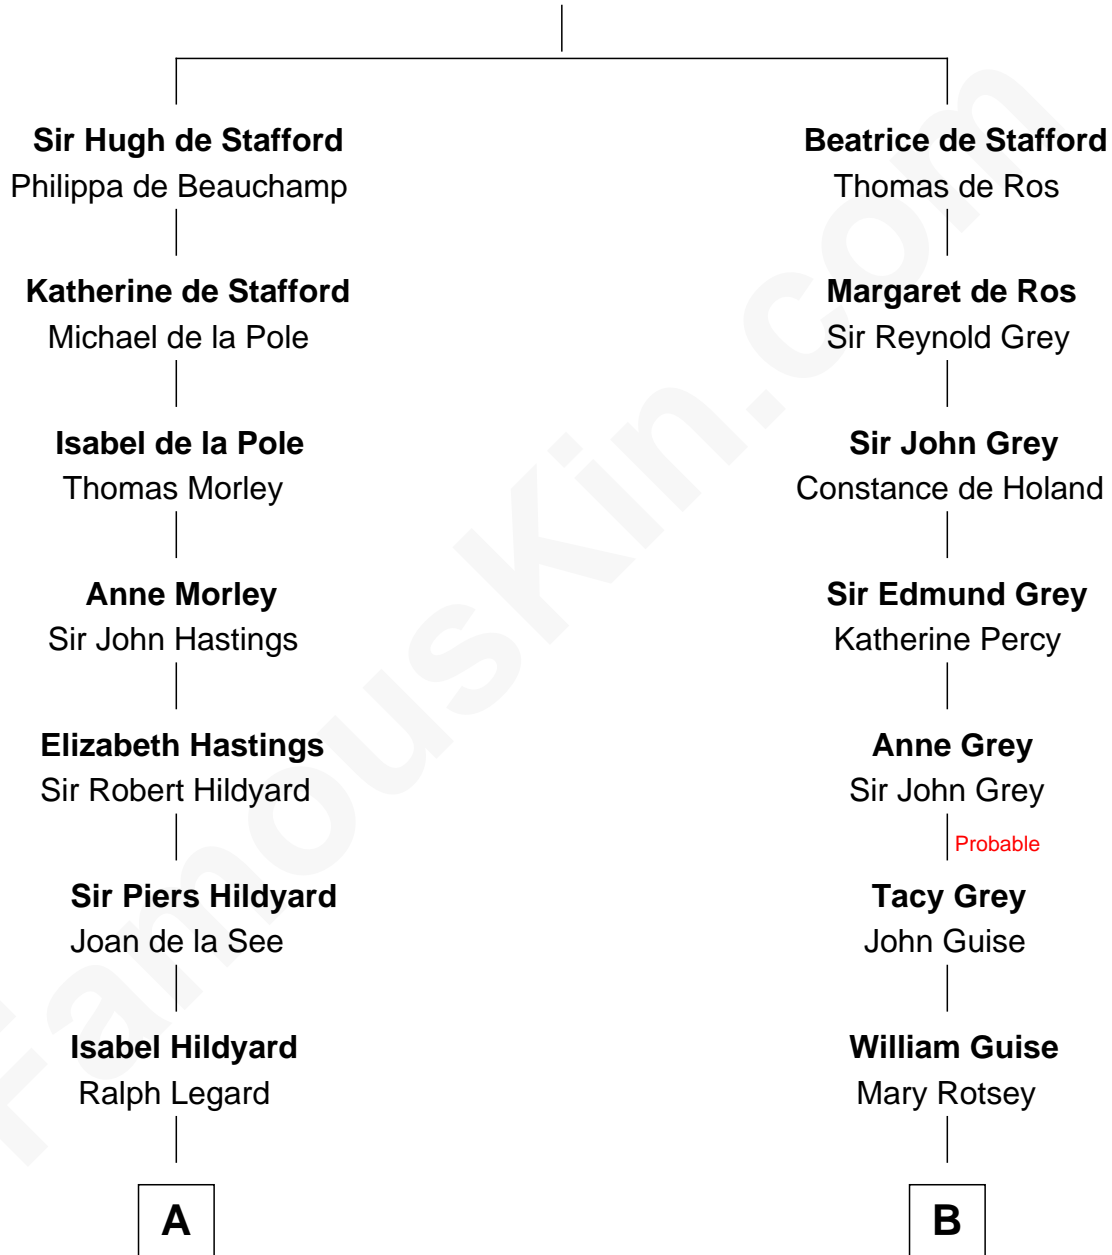 Sir Hugh de Stafford
Philippa de Beauchamp
Katherine de Stafford
Michael de la Pole
Isabel de la Pole
Thomas Morley
Anne Morley
Sir John Hastings
Elizabeth Hastings
Sir Robert Hildyard
Sir Piers Hildyard
Joan de la See
Isabel Hildyard
Ralph Legard
A
Beatrice de Stafford
Thomas de Ros
Margaret de Ros
Sir Reynold Grey
Sir John Grey
Constance de Holand
Sir Edmund Grey
Katherine Percy
Anne Grey
Sir John Grey
Probable
Tacy Grey
John Guise
William Guise
Mary Rotsey
B
FamousKin.com